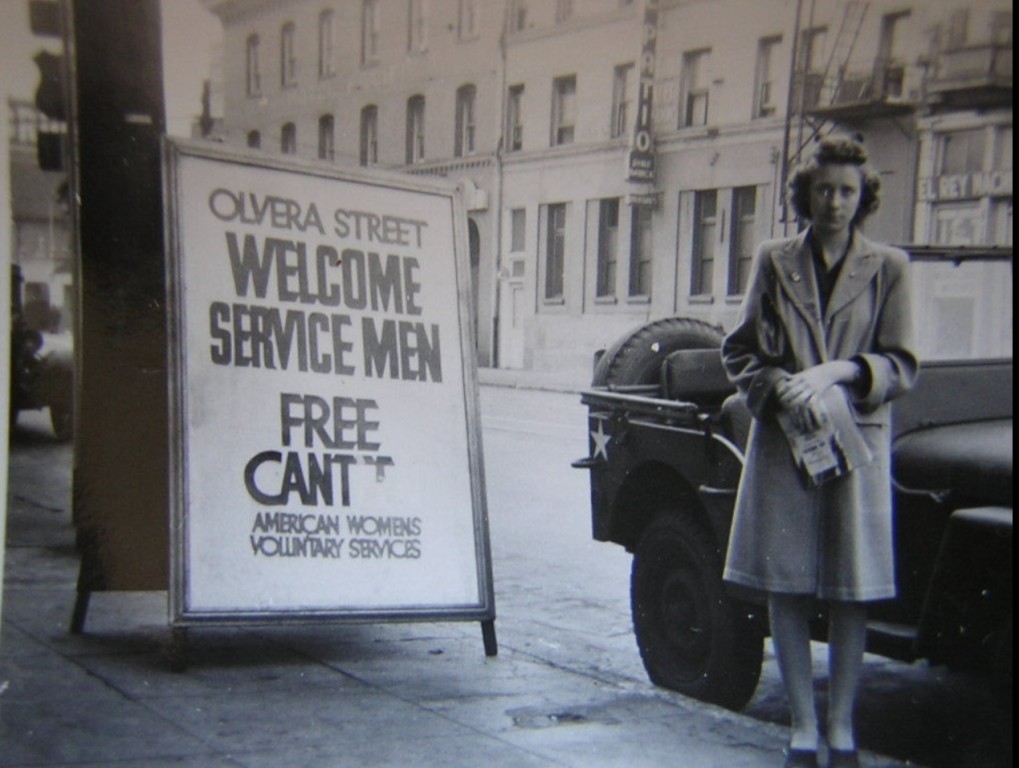 OLVERA STREET
WELCOME
SERVICE MEN
FREE
CANT T
AMERICAN WOMENS
VOLUNTARY SERVICES
EL REY